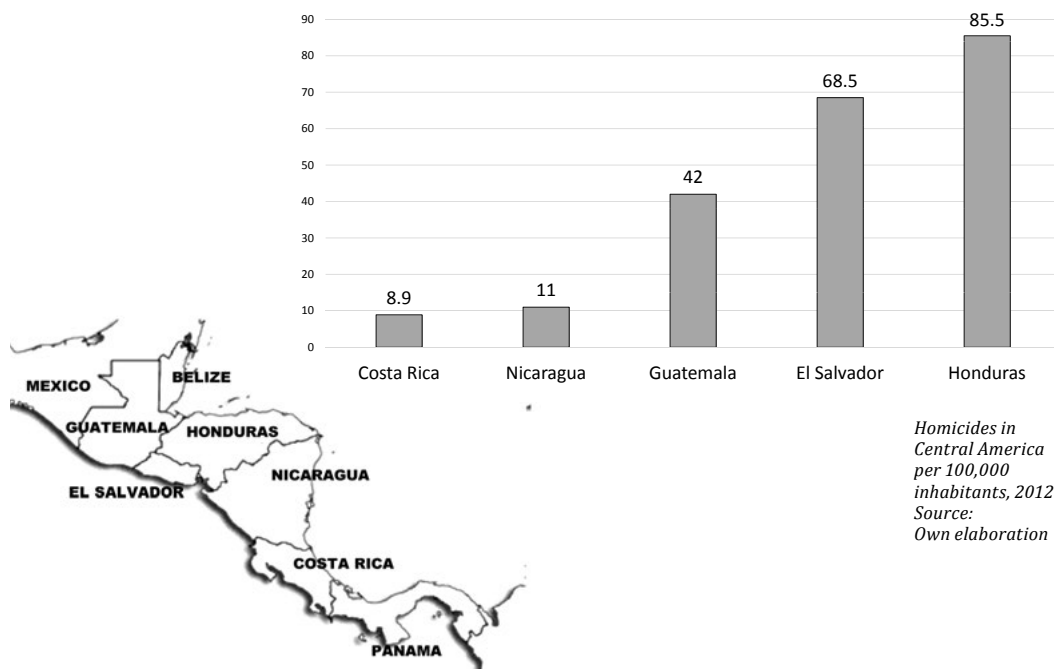 90
80
70
60
50
40
30
20
10
0
8.9
11
42
68.5
85.5
Costa Rica
Nicaragua
Guatemala
El Salvador
Honduras
MEXICO
BELIZE
GUATEMALA
HONDURAS
NICARAGUA
EL SALVADOR
COSTA RICA
PANAMA
Homicides in
Central America
per 100,000
inhabitants, 2012
Source:
Own elaboration